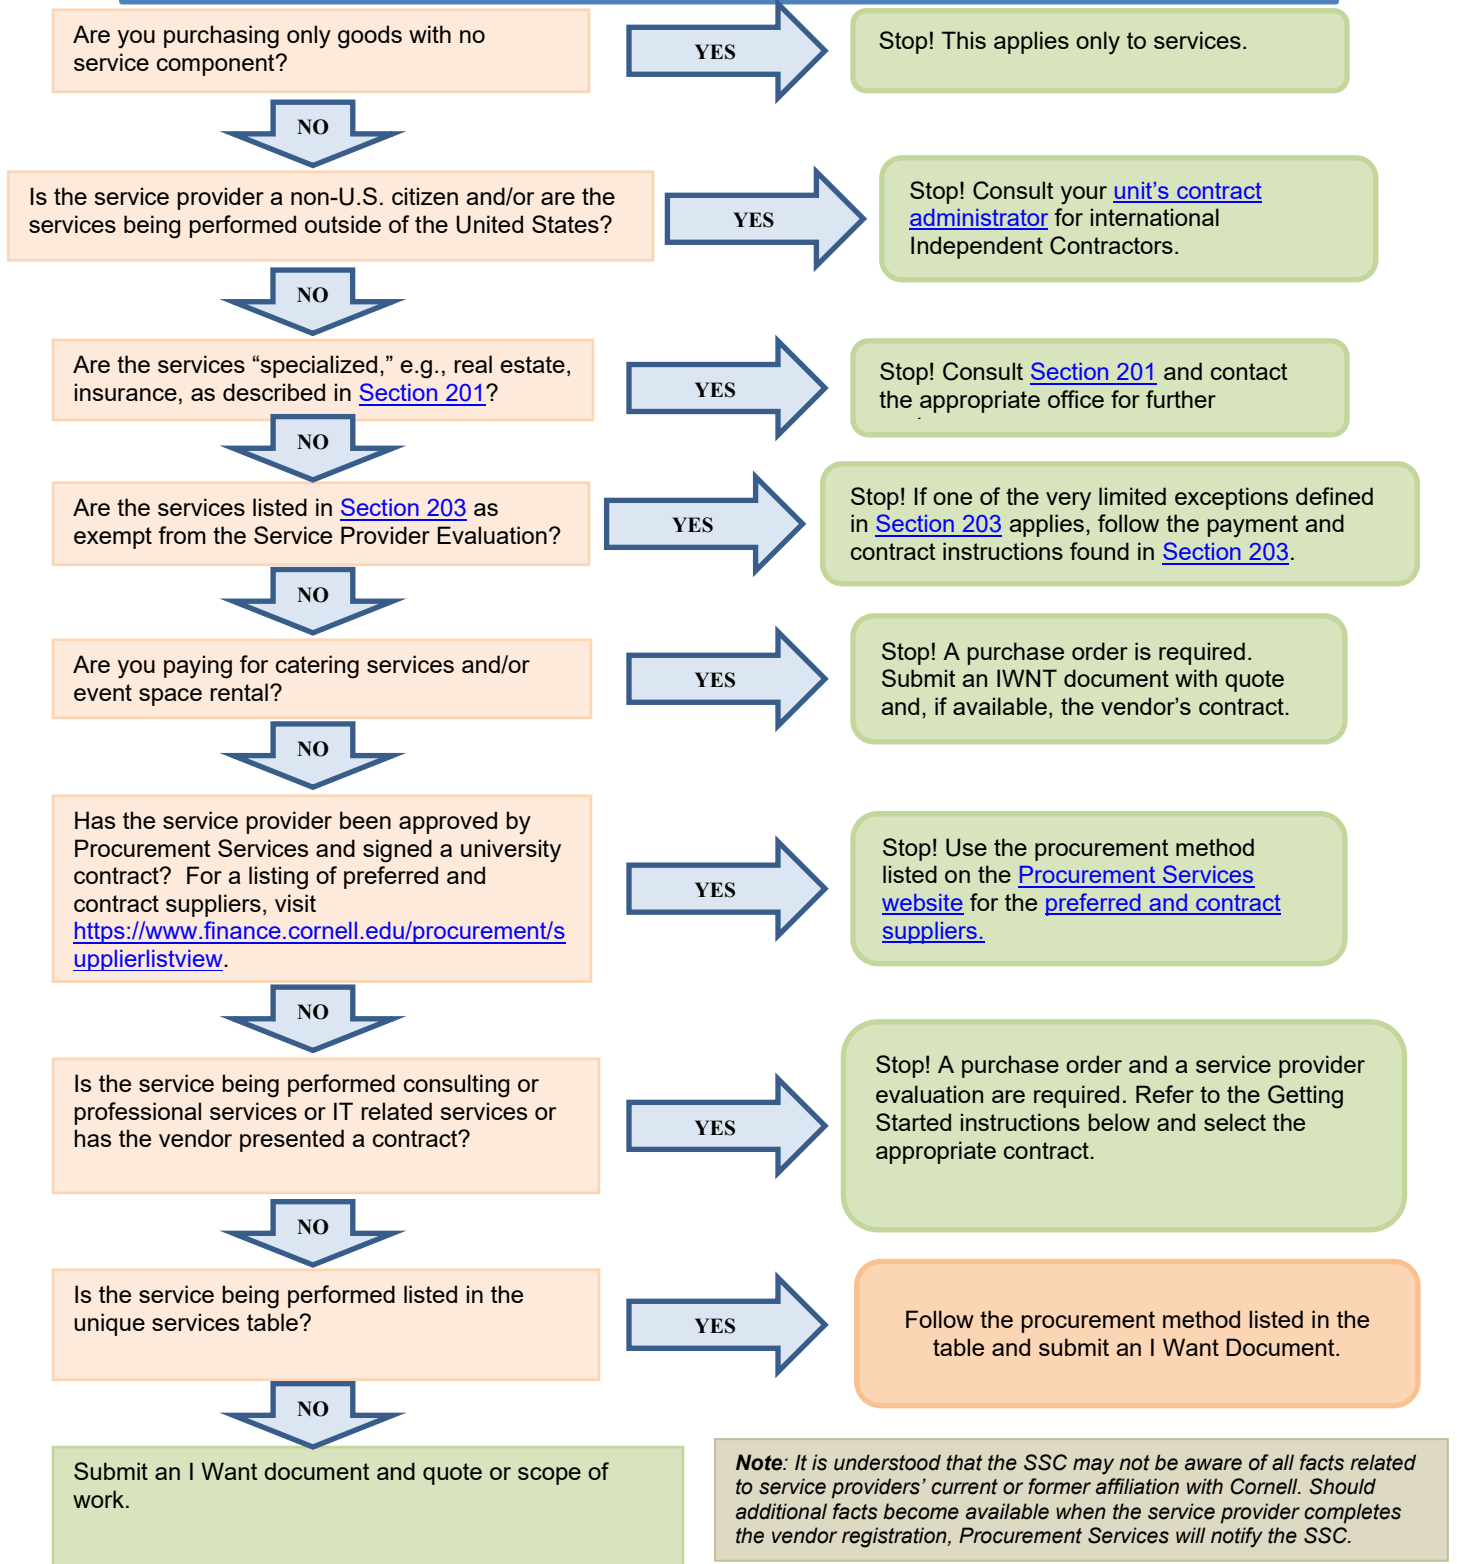 Are you purchasing only goods with no
service component?
YES
Stop! This applies only to services.
NO
Is the service provider a non-U.S. citizen and/or are the
services being performed outside of the United States?
YES
Stop! Consult your unit's contract
administrator for international
Independent Contractors.
NO
Are the services “specialized,” e.g., real estate,
insurance, as described in Section 201?
YES
Stop! Consult Section 201 and contact
the appropriate office for further
NO
Are the services listed in Section 203 as
exempt from the Service Provider Evaluation?
YES
Stop! If one of the very limited exceptions defined
in Section 203 applies, follow the payment and
contract instructions found in Section 203.
NO
Are you paying for catering services and/or
event space rental?
YES
Stop! A purchase order is required.
Submit an IWNT document with quote
and, if available, the vendor’s contract.
NO
Has the service provider been approved by
Procurement Services and signed a university
contract?  For a listing of preferred and
contract suppliers, visit
https://www.finance.cornell.edu/procurement/s
upplierlistview.
YES
Stop! Use the procurement method
listed on the Procurement Services
website for the preferred and contract
suppliers.
NO
Is the service being performed consulting or
professional services or IT related services or
has the vendor presented a contract?
YES
Stop! A purchase order and a service provider
evaluation are required. Refer to the Getting
Started instructions below and select the
appropriate contract.
NO
Is the service being performed listed in the
unique services table?
YES
Follow the procurement method listed in the
table and submit an I Want Document.
NO
Submit an I Want document and quote or scope of
work.
Note: It is understood that the SSC may not be aware of all facts related
to service providers’ current or former affiliation with Cornell. Should
additional facts become available when the service provider completes
the vendor registration, Procurement Services will notify the SSC.